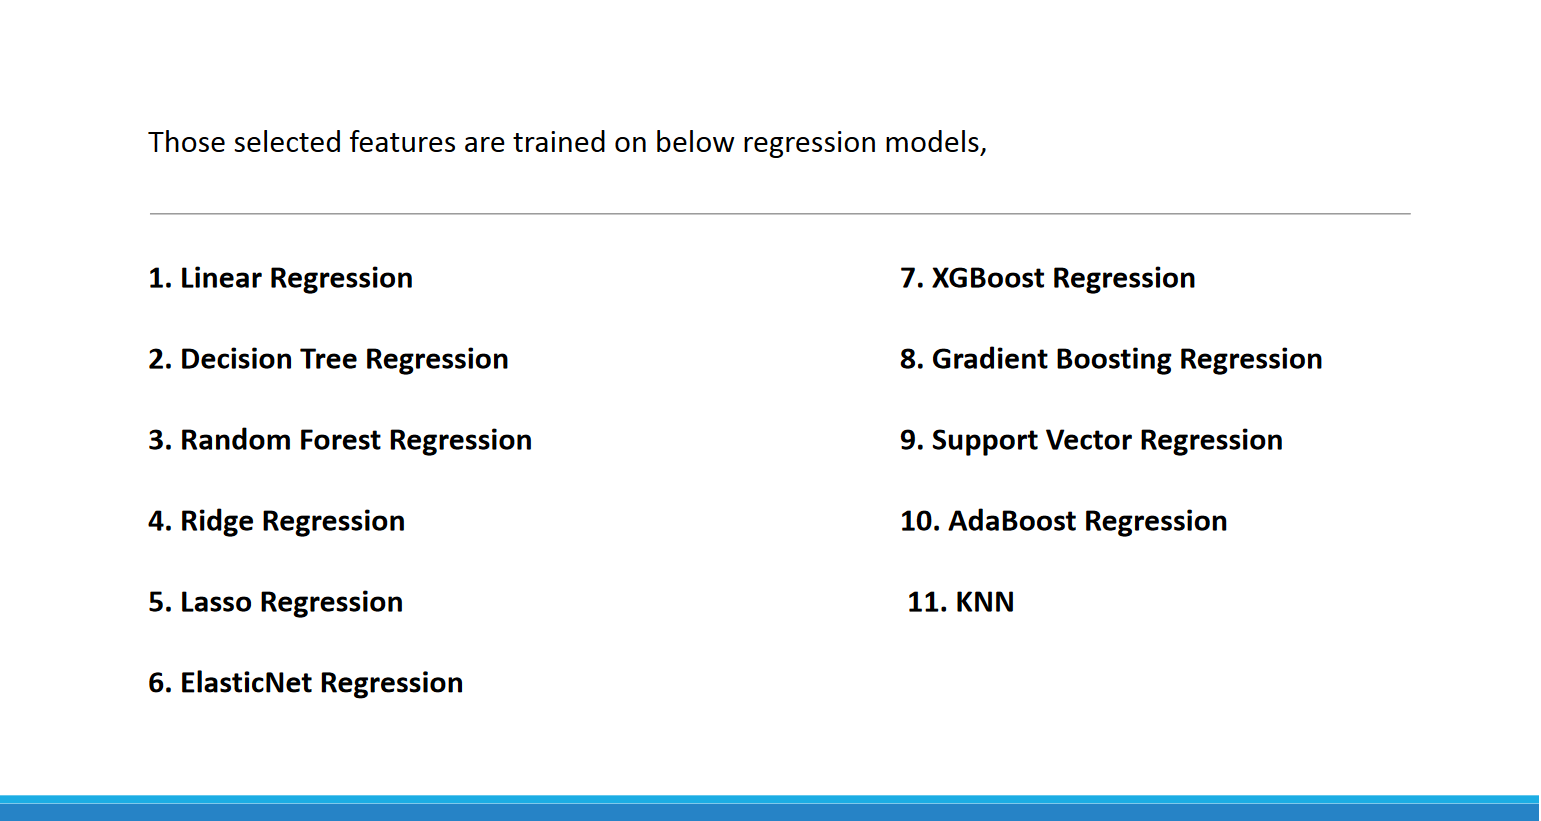 Those selected features are trained on below regression models,
1. Linear Regression
2. Decision Tree Regression
3. Random Forest Regression
4. Ridge Regression
5. Lasso Regression
6. ElasticNet Regression
7. XGBoost Regression
8. Gradient Boosting Regression
9. Support Vector Regression
10. AdaBoost Regression
11. KNN